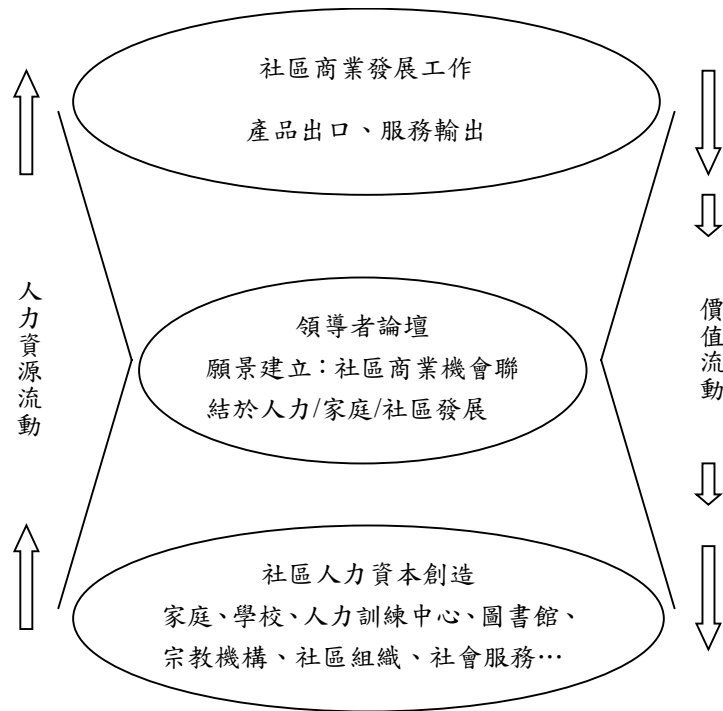 社區商業發展工作
產品出口、服務輸出
人力資源流動
領導者論壇
願景建立：社區商業機會聯
結於人力/家庭/社區發展
價值流動
社區人力資本創造
家庭、學校、人力訓練中心、圖書館、
宗教機構、社區組織、社會服務…